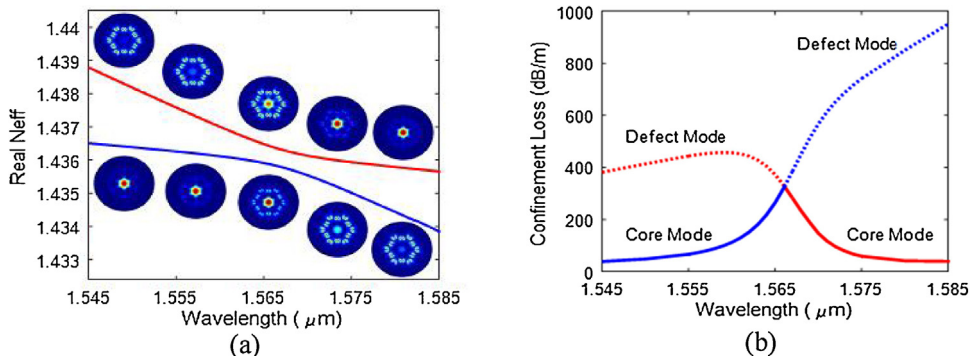 1.44
1.439
1.438
1.437
1.436
1.435
1.434
1.433
Real Neff
1.545 1.555 1.565 1.575 1.585
Wavelength ( μm)
(a)
1000
800
600
400
200
0
Confinement Loss (dB/m)
Defect Mode
Defect Mode
Core Mode
Core Mode
1.545 1.555 1.565 1.575 1.585
Wavelength ( μm)
(b)